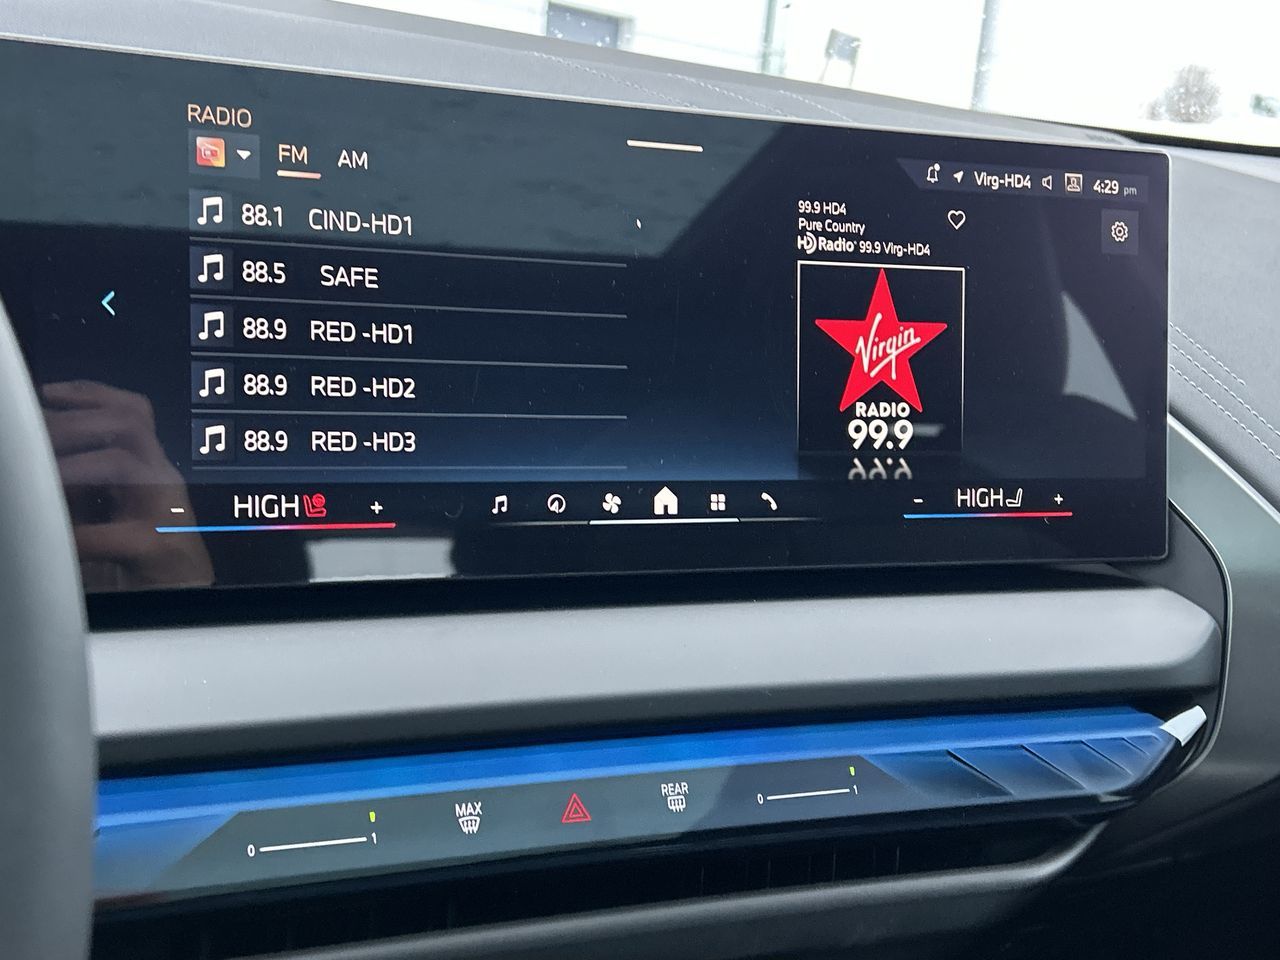 RADIO
FM AM
Virg-HD4 4:29 pm
88.1 CIND-HD1
88.5 SAFE
88.9 RED -HD1
88.9 RED -HD2
88.9 RED -HD3
99.9 HD4
Pure Country
HD Radio 99.9 Virg-HD4
Virgin
RADIO
99.9
- HIGH +
- HIGH +
0 1
MAX
REAR
0 1